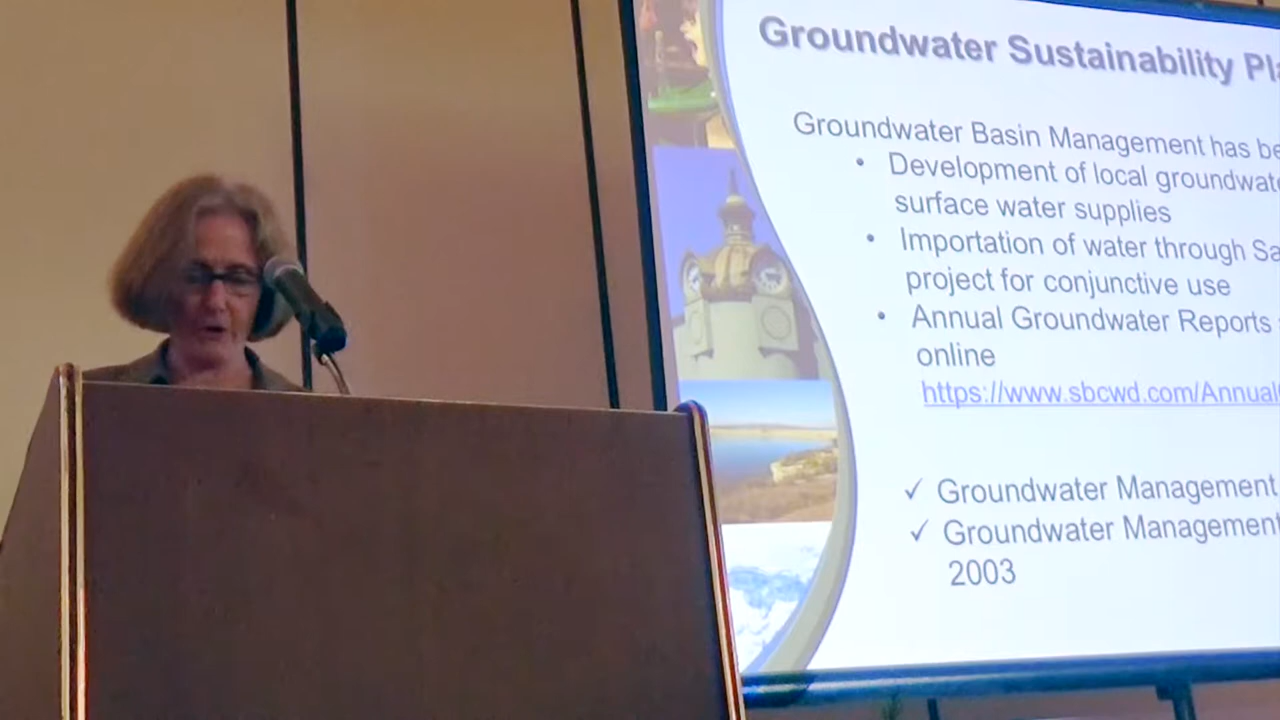 Groundwater Sustainability Pl
Groundwater Basin Management has be
• Development of local groundwate
surface water supplies
• Importation of water through Sa
project for conjunctive use
• Annual Groundwater Reports
online
https://www.sbcwd.com/Annual
✓ Groundwater Management
✓ Groundwater Management
2003